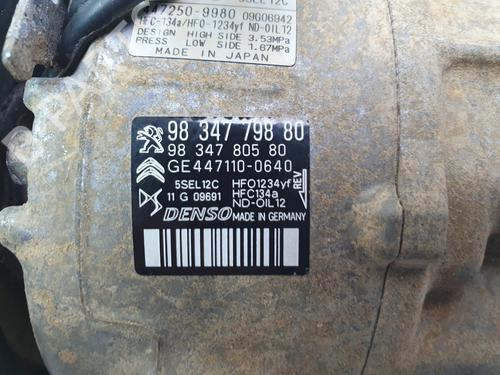 447250-9980 09G06942
HFC-134a/HFO-1234yf ND-OIL12
DESIGN HIGH SIDE 3.53MPa
PRESS LOW SIDE 1.67MPa
MADE IN JAPAN
98 347 798 80
98 347 805 80
GE447110-0640
5SEL12C HFO1234yf
11 G 09691 HFC134a
ND-OIL12
REV
DENSO MADE IN GERMANY